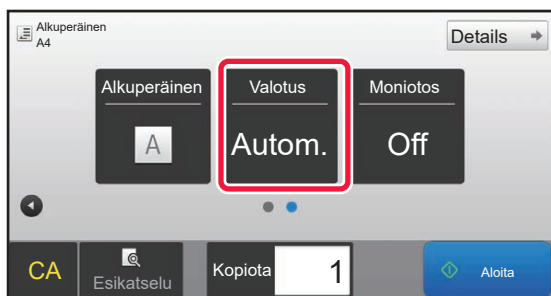 Alkuperäinen
A4
Details
Alkuperäinen
Valotus
Moniotos
A
Autom.
Off
CA
Esikatselu
Kopiota
1
Aloita